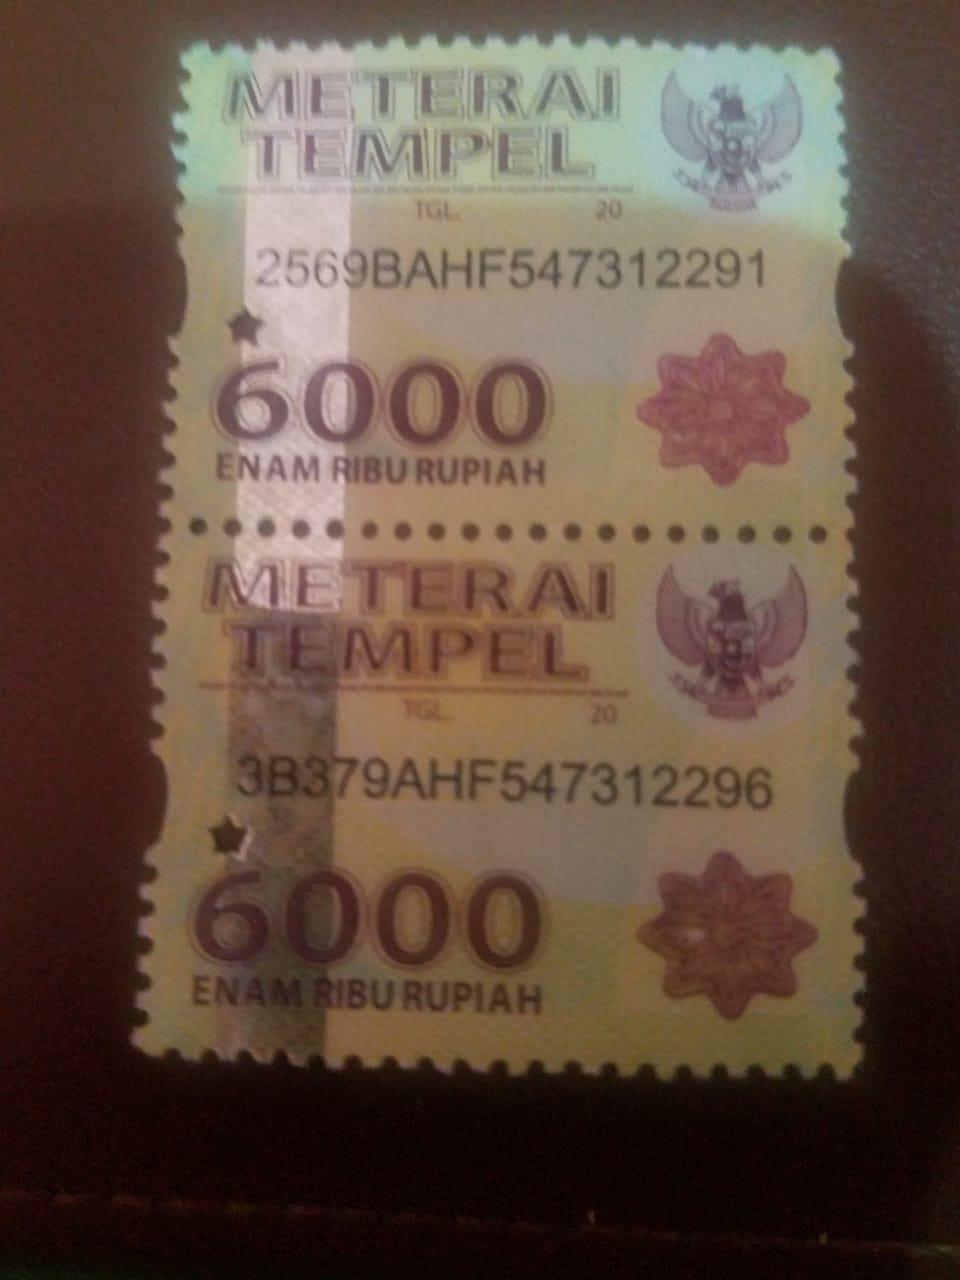 METERAI
TEMPEL
TGL. 20
2569BAHF547312291
6000
ENAM RIBU RUPIAH
METERAI
TEMPEL
TGL. 20
3B379AHF547312296
6000
ENAM RIBU RUPIAH